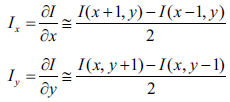 I_x = ∂I/∂x ≅ (I(x+1, y) − I(x−1, y))/2
I_y = ∂I/∂y ≅ (I(x, y+1) − I(x, y−1))/2